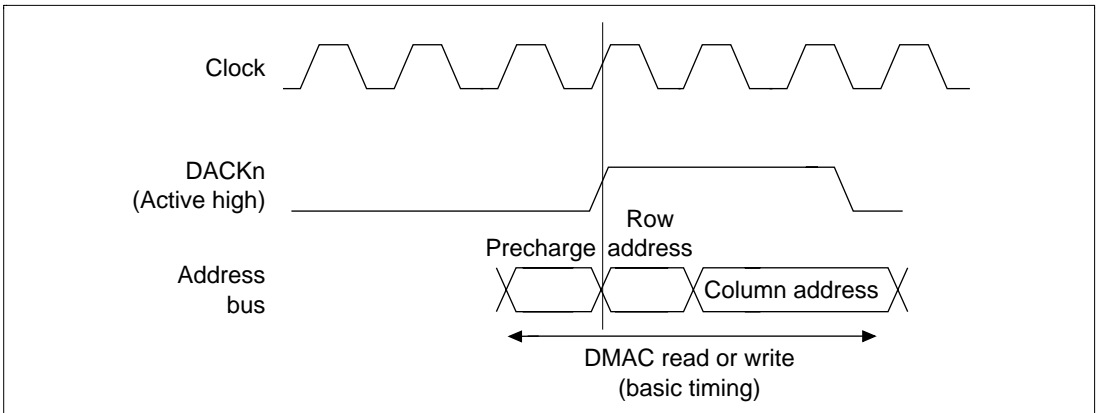 Clock
DACKn
(Active high)
Row
Precharge address
Address
bus
Column address
DMAC read or write
(basic timing)